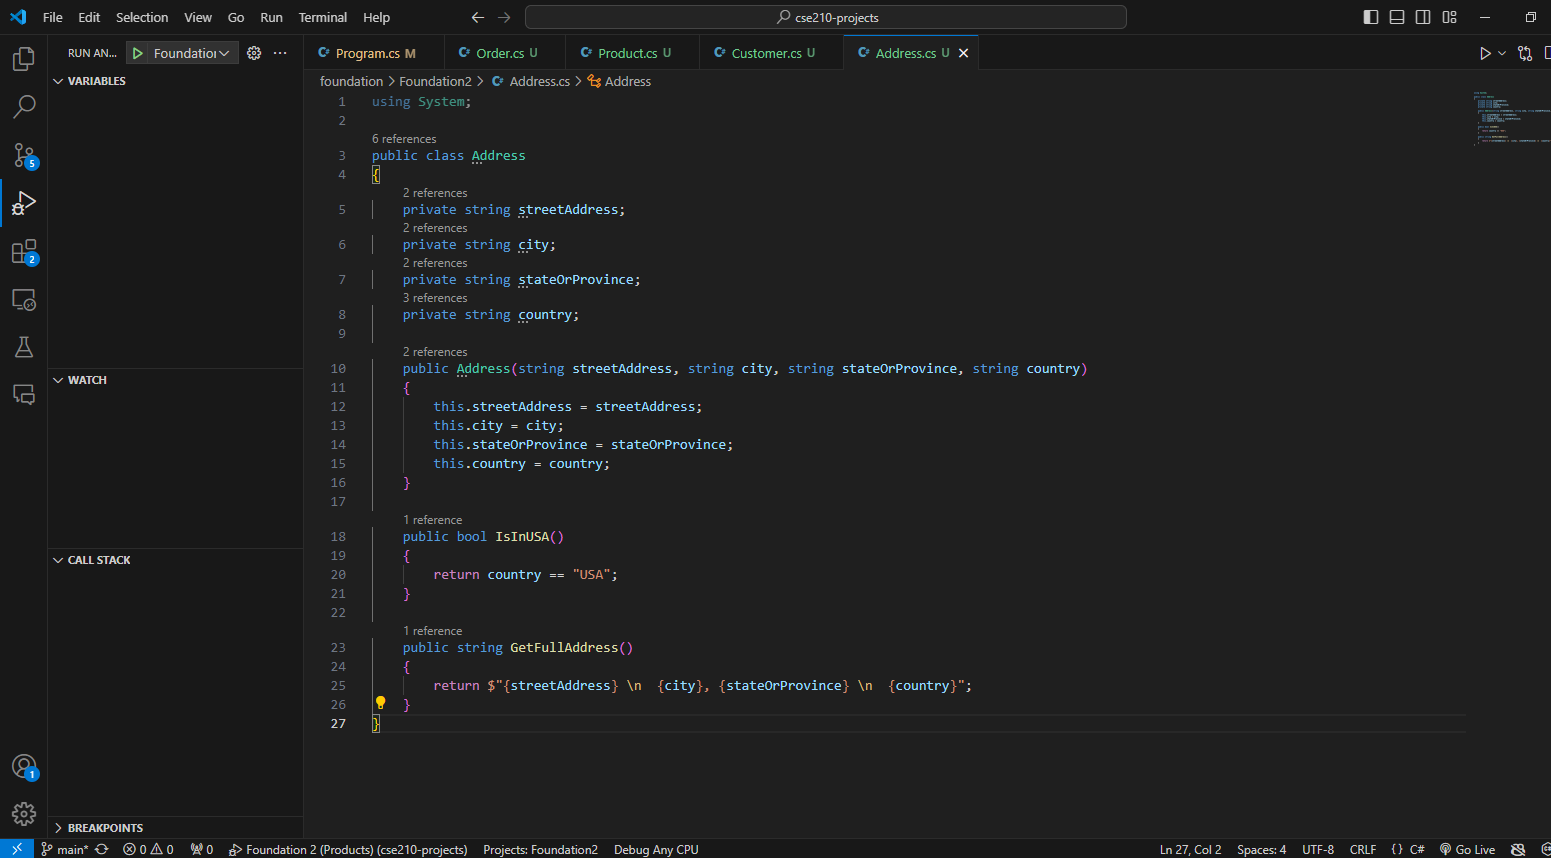 File Edit Selection View Go Run Terminal Help cse210-projects
RUN AN... Foundation
Program.cs M Order.cs U Product.cs U Customer.cs U Address.cs U
VARIABLES
foundation > Foundation2 > Address.cs > Address
1 using System;
2
6 references
3 public class Address
4 {
2 references
5 private string streetAddress;
2 references
6 private string city;
2 references
7 private string stateOrProvince;
3 references
8 private string country;
9
2 references
10 public Address(string streetAddress, string city, string stateOrProvince, string country)
11 {
12 this.streetAddress = streetAddress;
13 this.city = city;
14 this.stateOrProvince = stateOrProvince;
15 this.country = country;
16 }
17
1 reference
18 public bool IsInUSA()
19 {
20 return country == "USA";
21 }
22
1 reference
23 public string GetFullAddress()
24 {
25 return $"{streetAddress} \n  {city}, {stateOrProvince} \n  {country}";
26 }
27 }
WATCH
CALL STACK
BREAKPOINTS
5
2
1
main* 0 0 0 Foundation 2 (Products) (cse210-projects) Projects: Foundation2 Debug Any CPU Ln 27, Col 2 Spaces: 4 UTF-8 CRLF {} C# Go Live